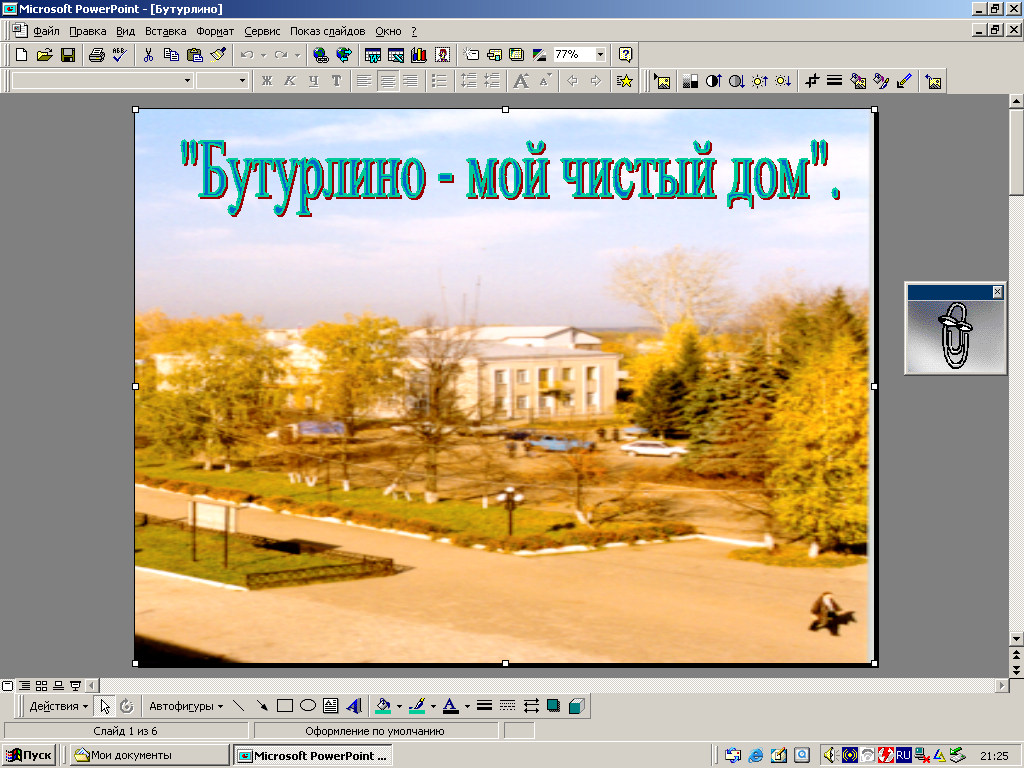 Microsoft PowerPoint - [Бутурлино]
Файл Правка Вид Вставка Формат Сервис Показ слайдов Окно ?
ABC 77% ?
Ж К Ч Т A A
"Бутурлино - мой чистый дом".
Действия Автофигуры A A
Слайд 1 из 6 Оформление по умолчанию
Пуск Мои документы Microsoft PowerPoint ... RU 21:25